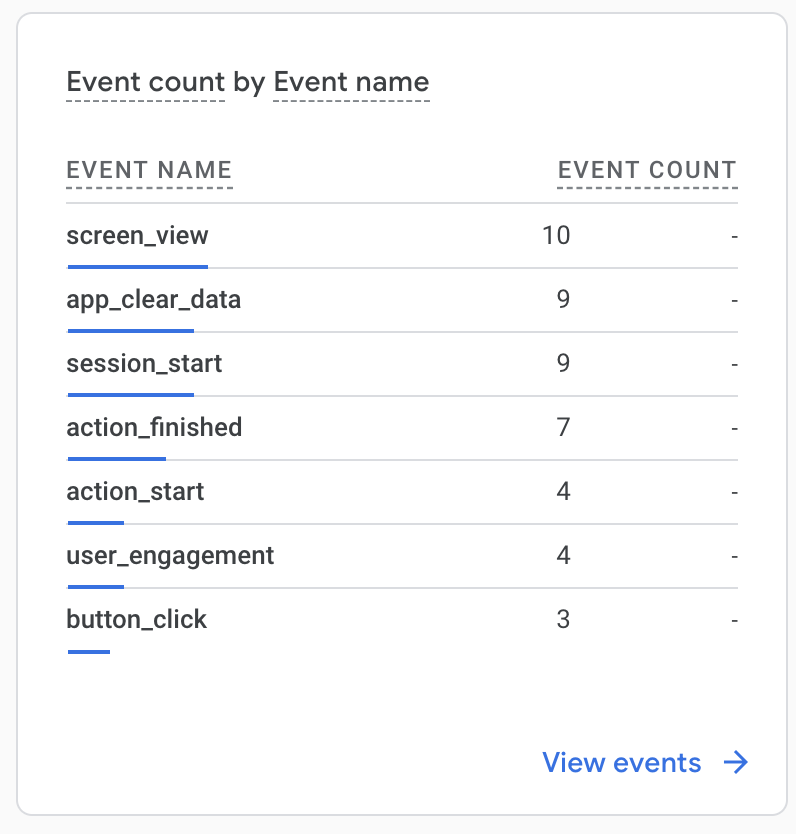 Event count by Event name
EVENT NAME EVENT COUNT
screen_view 10 -
app_clear_data 9 -
session_start 9 -
action_finished 7 -
action_start 4 -
user_engagement 4 -
button_click 3 -
View events →